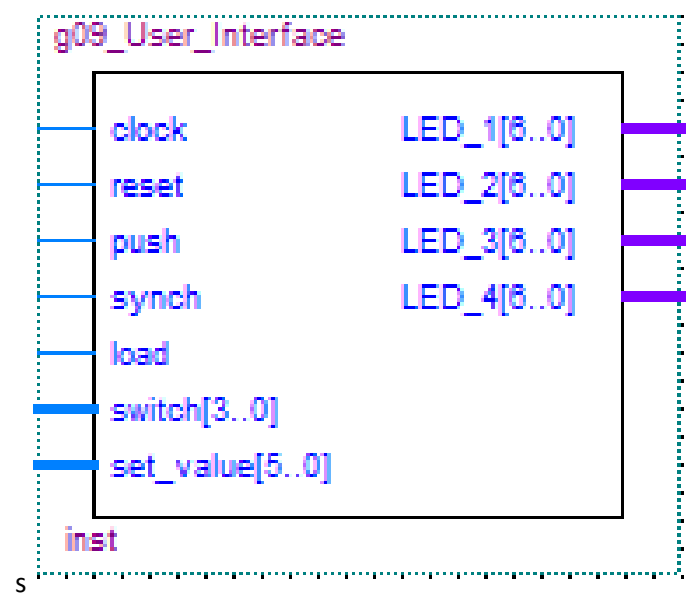 g09_User_Interface
clock LED_1[6..0]
reset LED_2[6..0]
push LED_3[6..0]
synch LED_4[6..0]
load
switch[3..0]
set_value[5..0]
inst
s